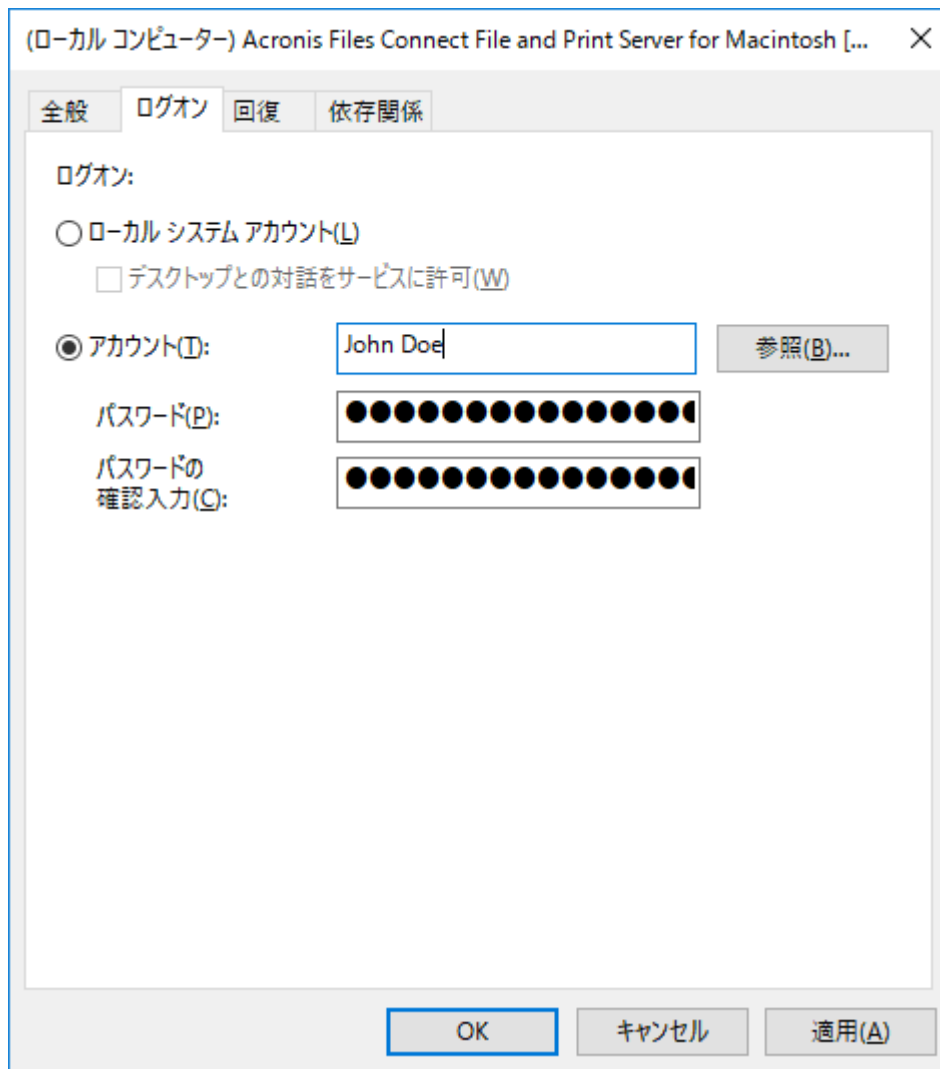 (ローカル コンピューター) Acronis Files Connect File and Print Server for Macintosh [...
全般 ログオン 回復 依存関係
ログオン:
ローカル システム アカウント(L)
デスクトップとの対話をサービスに許可(W)
アカウント(T): John Doe 参照(B)...
パスワード(P): ●●●●●●●●●●●●●●●
パスワードの
確認入力(C): ●●●●●●●●●●●●●●●
OK キャンセル 適用(A)